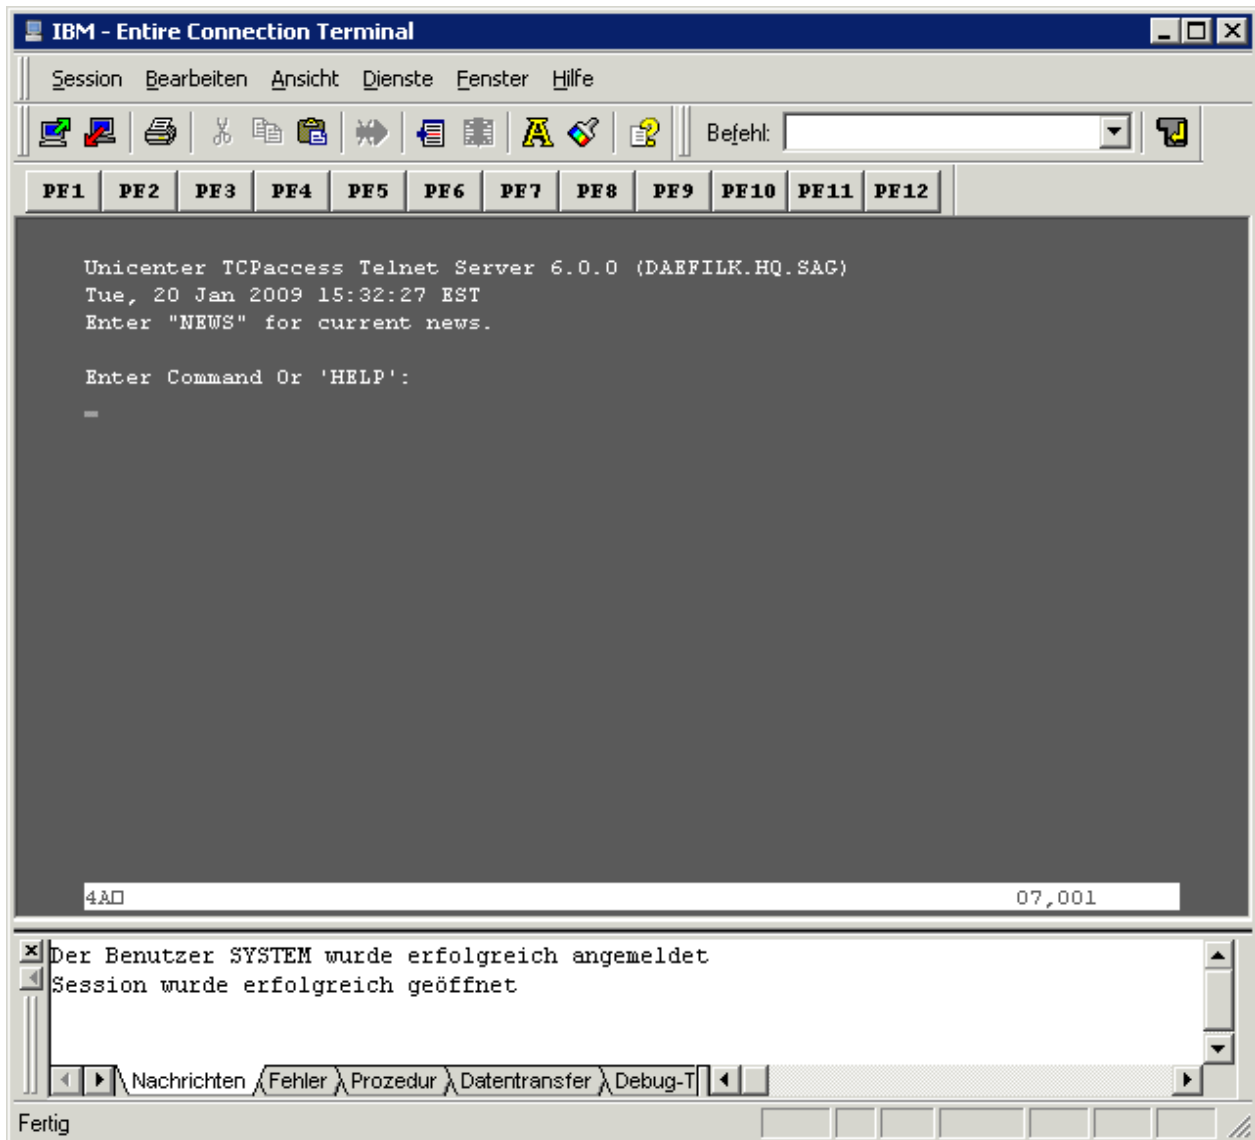 IBM - Entire Connection Terminal
Session Bearbeiten Ansicht Dienste Fenster Hilfe
Befehl:
PF1 PF2 PF3 PF4 PF5 PF6 PF7 PF8 PF9 PF10 PF11 PF12
Unicenter TCPaccess Telnet Server 6.0.0 (DAEFILK.HQ.SAG)
Tue, 20 Jan 2009 15:32:27 EST
Enter "NEWS" for current news.
Enter Command Or 'HELP':
4A□ 07,001
Der Benutzer SYSTEM wurde erfolgreich angemeldet
Session wurde erfolgreich geöffnet
Nachrichten Fehler Prozedur Datentransfer Debug-T
Fertig